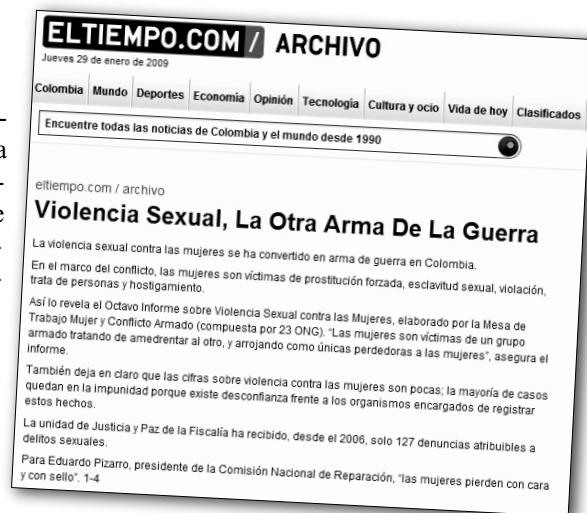 ELTIEMPO.COM / ARCHIVO
Jueves 29 de enero de 2009
Colombia Mundo Deportes Economía Opinión Tecnología Cultura y ocio Vida de hoy Clasificados
Encuentre todas las noticias de Colombia y el mundo desde 1990
eltiempo.com / archivo
Violencia Sexual, La Otra Arma De La Guerra
La violencia sexual contra las mujeres se ha convertido en arma de guerra en Colombia.
En el marco del conflicto, las mujeres son víctimas de prostitución forzada, esclavitud sexual, violación,
trata de personas y hostigamiento.
Así lo revela el Octavo Informe sobre Violencia Sexual contra las Mujeres, elaborado por la Mesa de
Trabajo Mujer y Conflicto Armado (compuesta por 23 ONG). "Las mujeres son víctimas de un grupo
armado tratando de amedrentar al otro, y arrojando como únicas perdedoras a las mujeres", asegura el
informe.
También deja en claro que las cifras sobre violencia contra las mujeres son pocas; la mayoría de casos
quedan en la impunidad porque existe desconfianza frente a los organismos encargados de registrar
estos hechos.
La unidad de Justicia y Paz de la Fiscalía ha recibido, desde el 2006, solo 127 denuncias atribuibles a
delitos sexuales.
Para Eduardo Pizarro, presidente de la Comisión Nacional de Reparación, "las mujeres pierden con cara
y con sello". 1-4